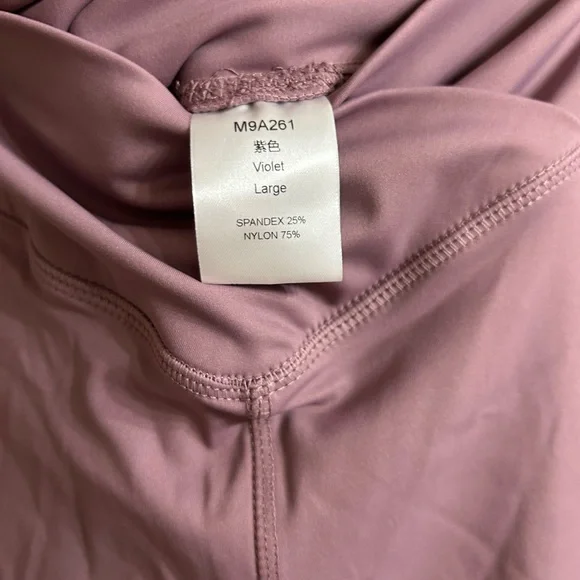 M9A261
紫色
Violet
Large
SPANDEX 25%
NYLON 75%